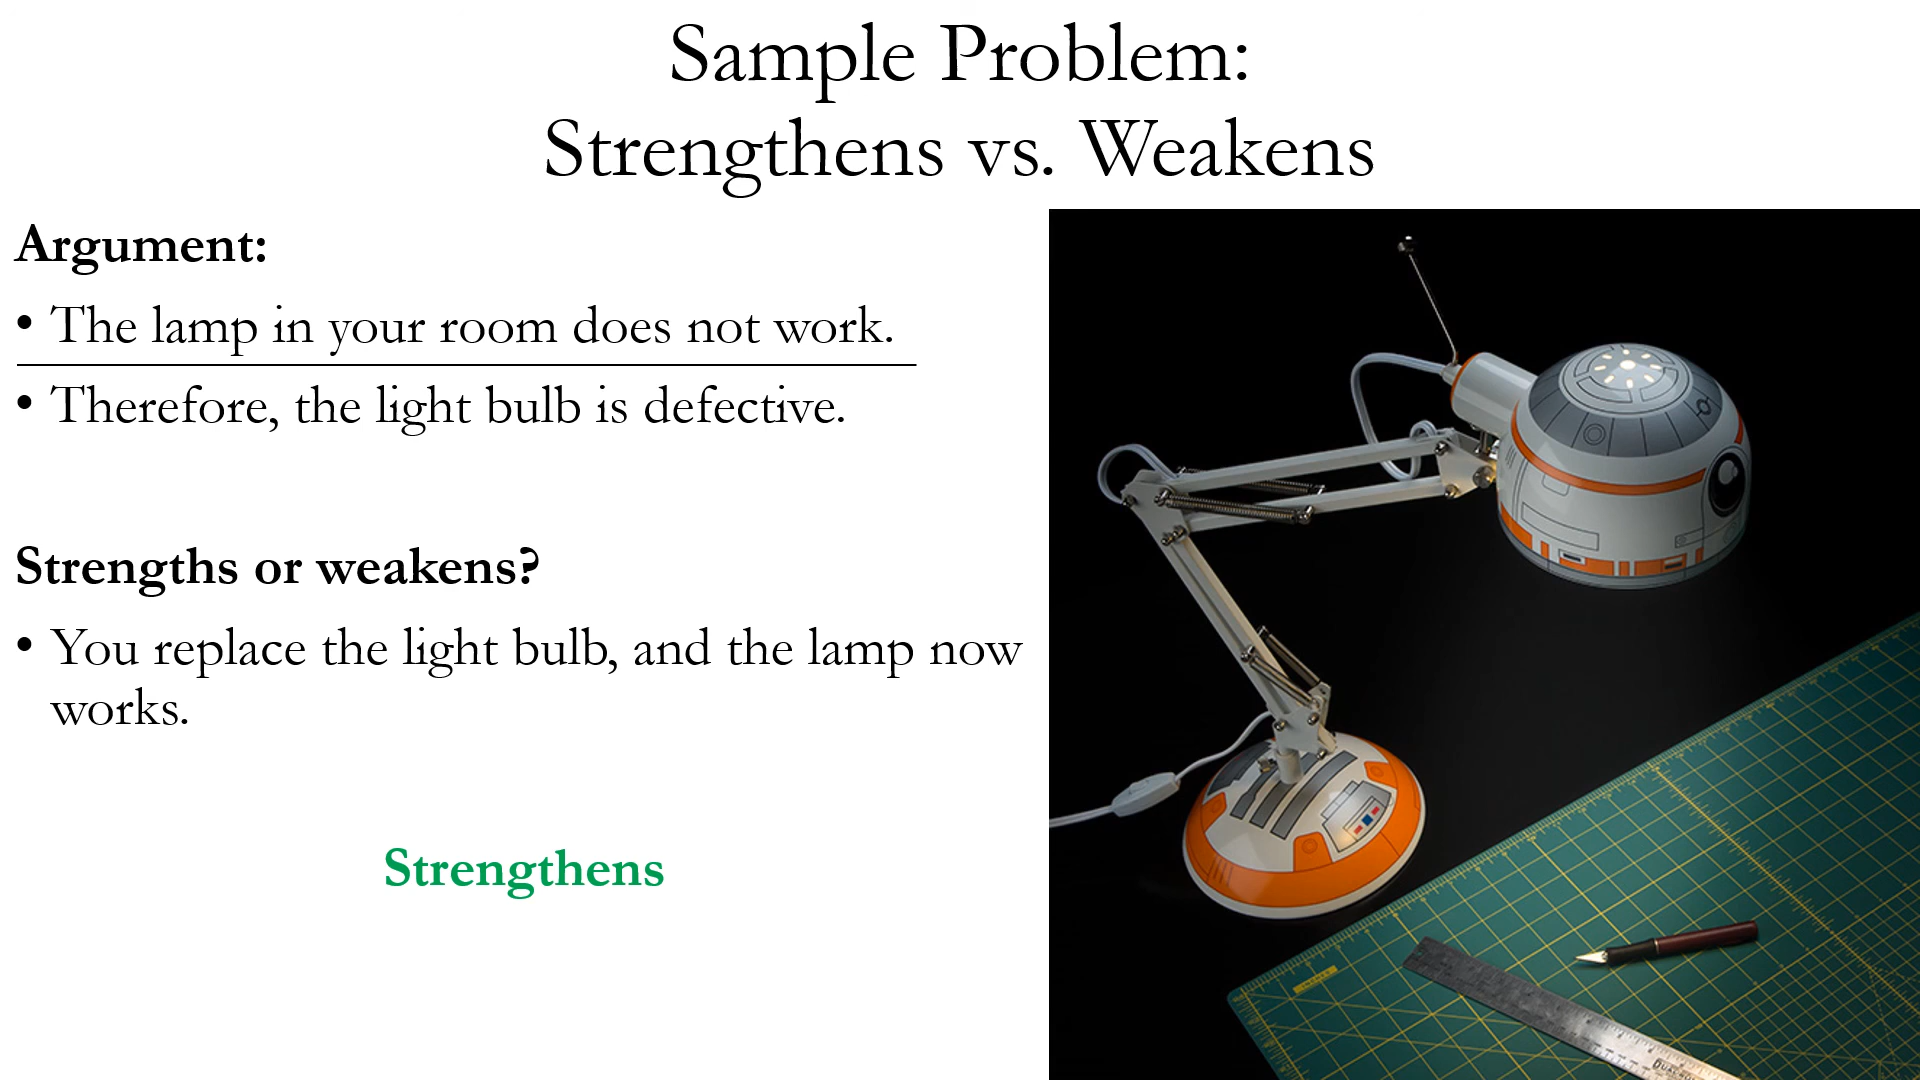 Sample Problem:
Strengthens vs. Weakens
Argument:
• The lamp in your room does not work.
• Therefore, the light bulb is defective.
Strengths or weakens?
• You replace the light bulb, and the lamp now
works.
Strengthens